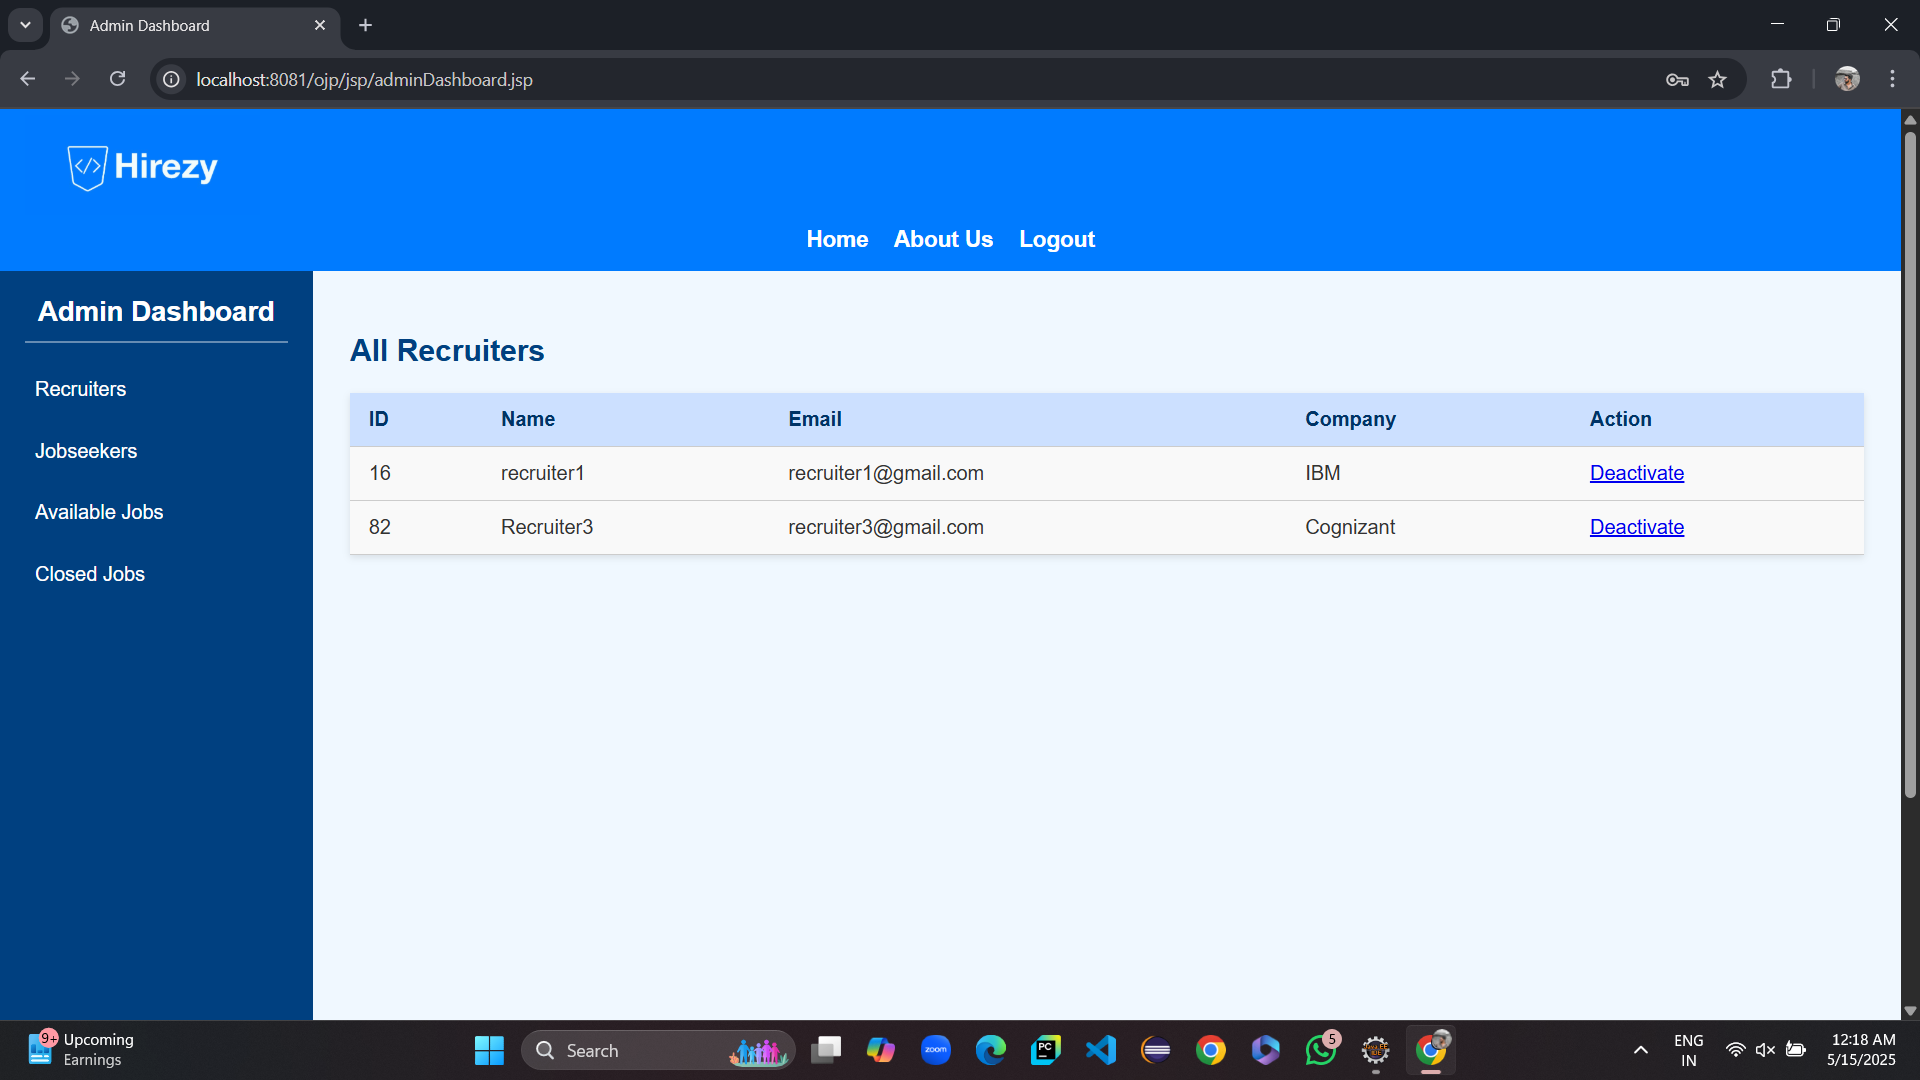 Admin Dashboard
localhost:8081/ojp/jsp/adminDashboard.jsp
</> Hirezy
Home About Us Logout
Admin Dashboard
Recruiters
Jobseekers
Available Jobs
Closed Jobs
All Recruiters
ID Name Email Company Action
16 recruiter1 recruiter1@gmail.com IBM Deactivate
82 Recruiter3 recruiter3@gmail.com Cognizant Deactivate
9+
Upcoming
Earnings
Search
zoom
PC
5
ENG
IN
12:18 AM
5/15/2025